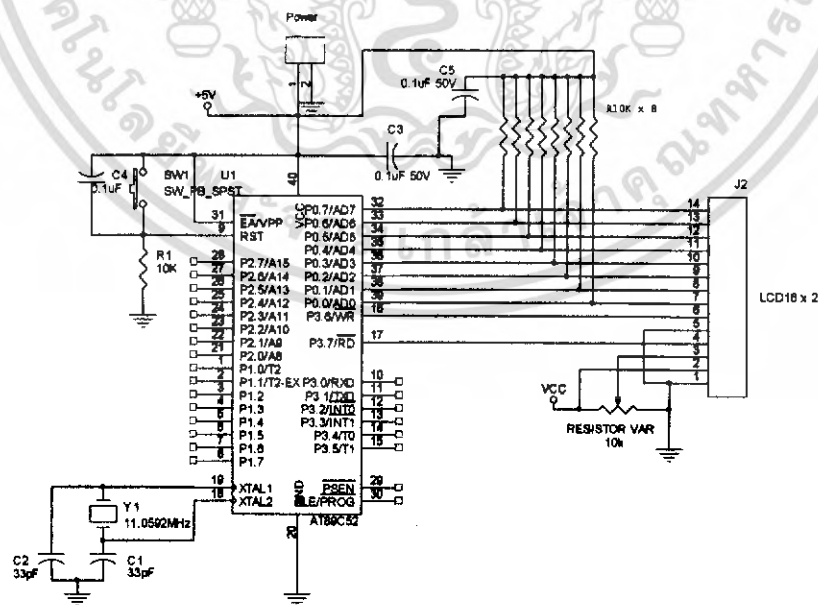 Power
1
2
+5V
C5
0.1uF 50V
R10K x 8
C3
0.1uF 50V
C4
0.1uF
SW1
SW_PB_SPST
U1
R1
10K
40
VCC
31
EA/VPP
9
RST
28
P2.7/A15
27
P2.6/A14
26
P2.5/A13
25
P2.4/A12
24
P2.3/A11
23
P2.2/A10
22
P2.1/A9
21
P2.0/A8
1
P1.0/T2
2
P1.1/T2-EX
3
P1.2
4
P1.3
5
P1.4
6
P1.5
7
P1.6
8
P1.7
19
XTAL1
18
XTAL2
P0.7/AD7
32
P0.6/AD6
33
P0.5/AD5
34
P0.4/AD4
35
P0.3/AD3
36
P0.2/AD2
37
P0.1/AD1
38
P0.0/AD0
39
P3.6/WR
16
P3.7/RD
17
P3.0/RXD
10
P3.1/TXD
11
P3.2/INT0
12
P3.3/INT1
13
P3.4/T0
14
P3.5/T1
15
PSEN
29
ALE/PROG
30
GND
20
AT89C52
J2
14
13
12
11
10
9
8
7
6
5
4
3
2
1
LCD16 x 2
VCC
RESISTOR VAR
10k
Y1
11.0592MHz
C2
33pF
C1
33pF